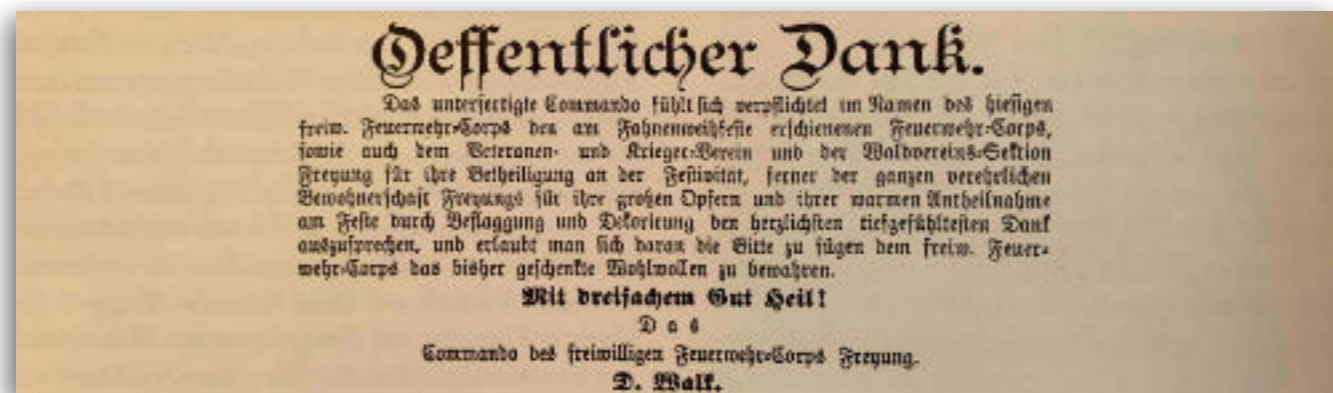 Oeffentlicher Dank.
Das unterfertigte Commando fühlt sich verpflichtet im Namen des hiesigen
freiw. Feuerwehr-Corps den am Fahnenweihfeste erschienenen Feuerwehr-Corps,
sowie auch dem Veteranen- und Krieger-Verein und der Waldvereins-Sektion
Freyung für ihre Betheiligung an der Festivität, ferner der ganzen verehrlichen
Bewohnerschaft Freyungs für ihre großen Opfern und ihrer warmen Antheilnahme
am Feste durch Beflaggung und Dekorirung den herzlichsten tiefgefühltesten Dank
auszusprechen, und erlaubt man sich daran die Bitte zu fügen dem freiw. Feuer-
wehr-Corps das bisher geschenkte Wohlwollen zu bewahren.
Mit dreifachem Gut Heil!
Das
Commando des freiwilligen Feuerwehr-Corps Freyung.
D. Walk.